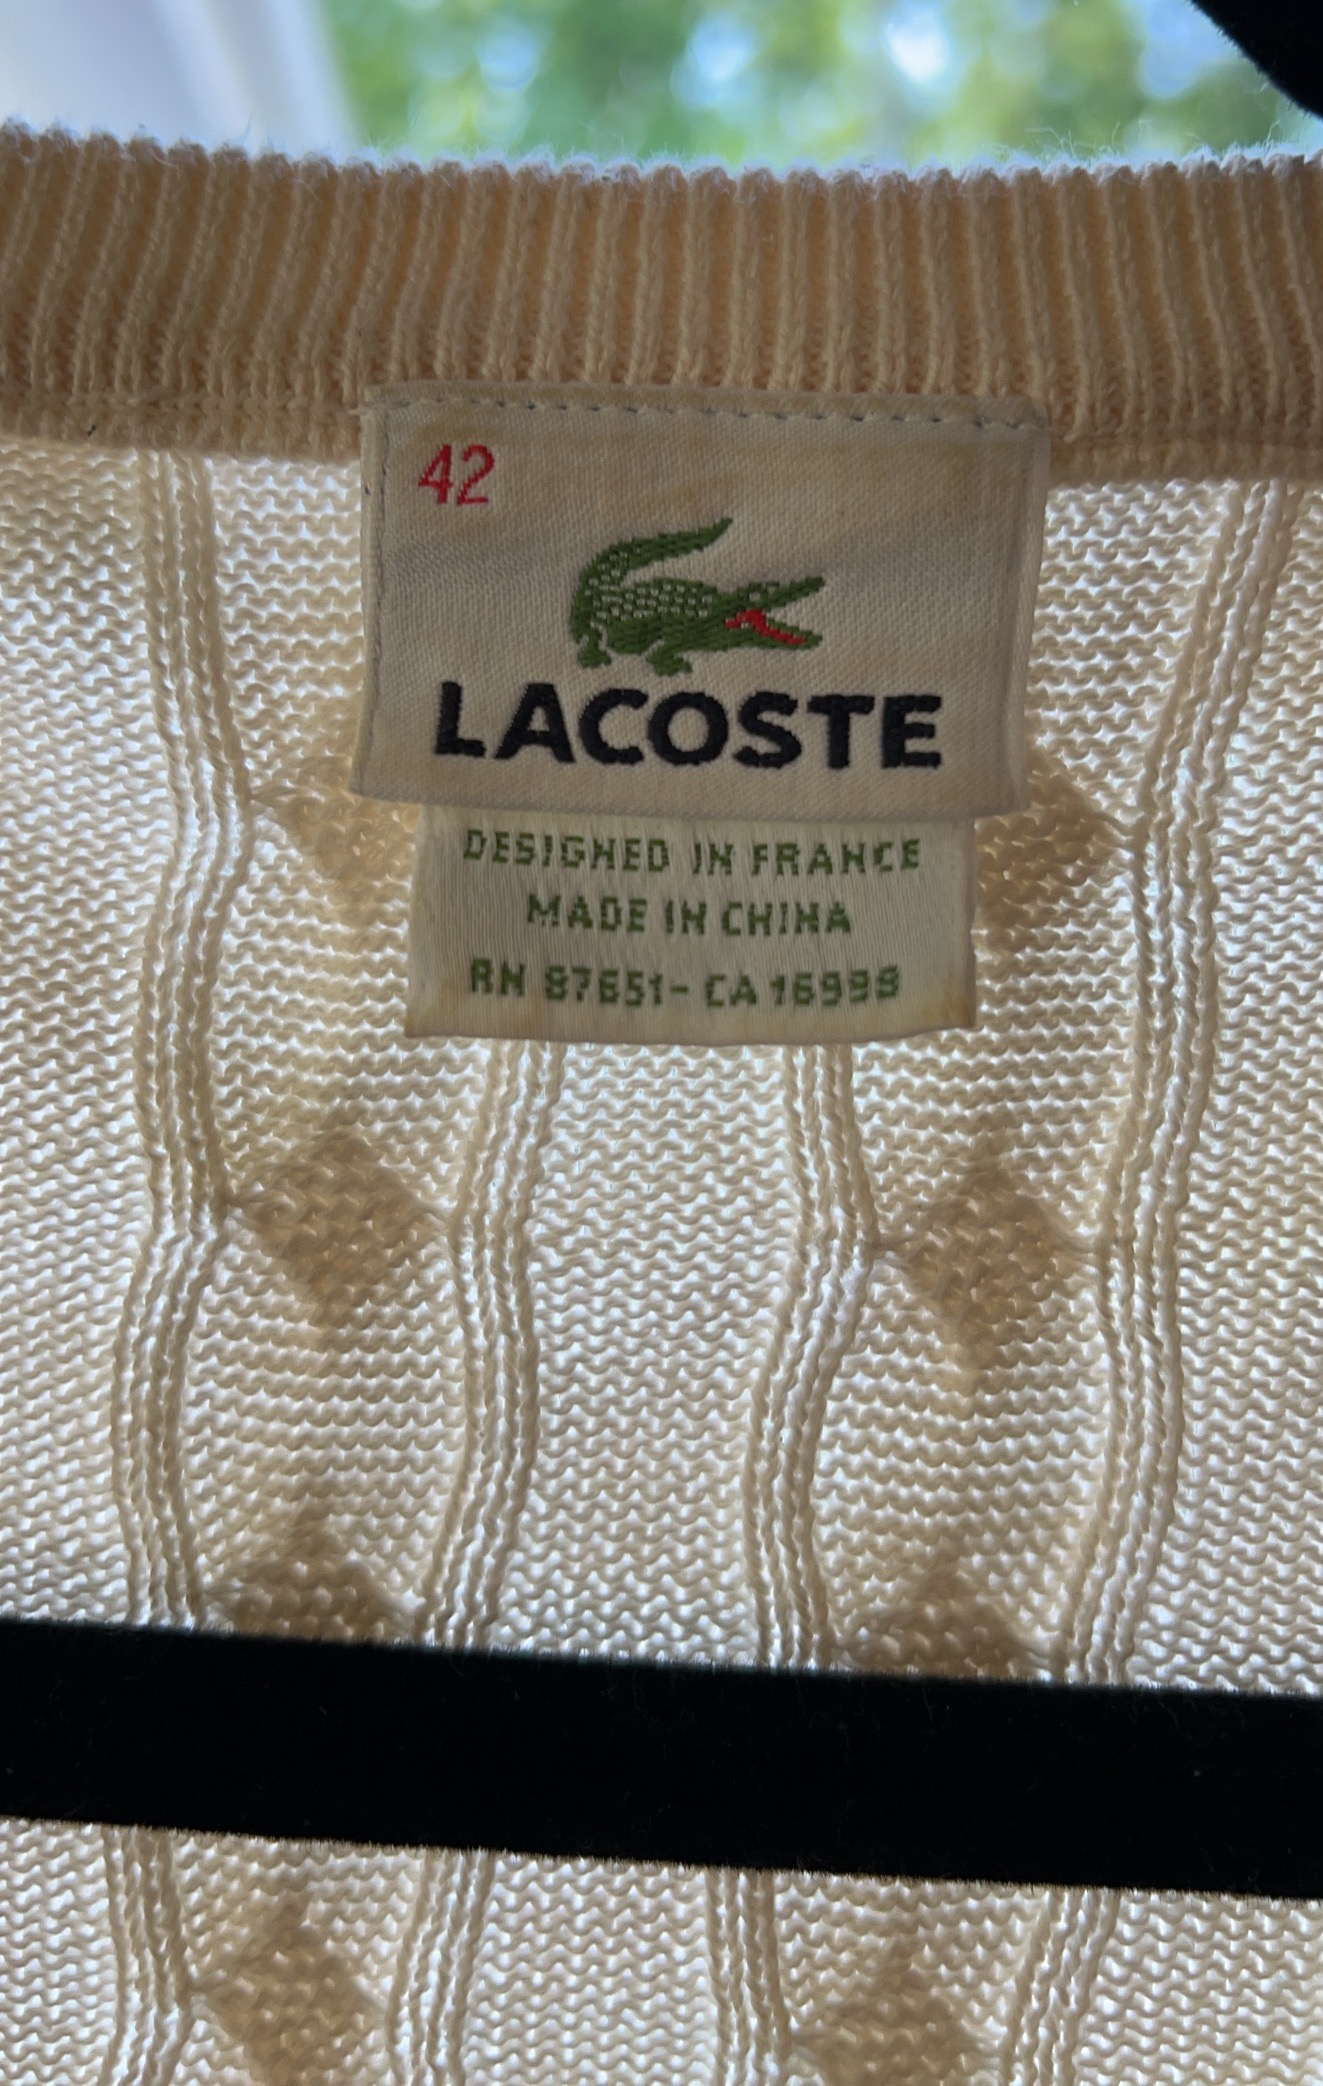 42
LACOSTE
DESIGNED IN FRANCE
MADE IN CHINA
RN 87651- CA 16998